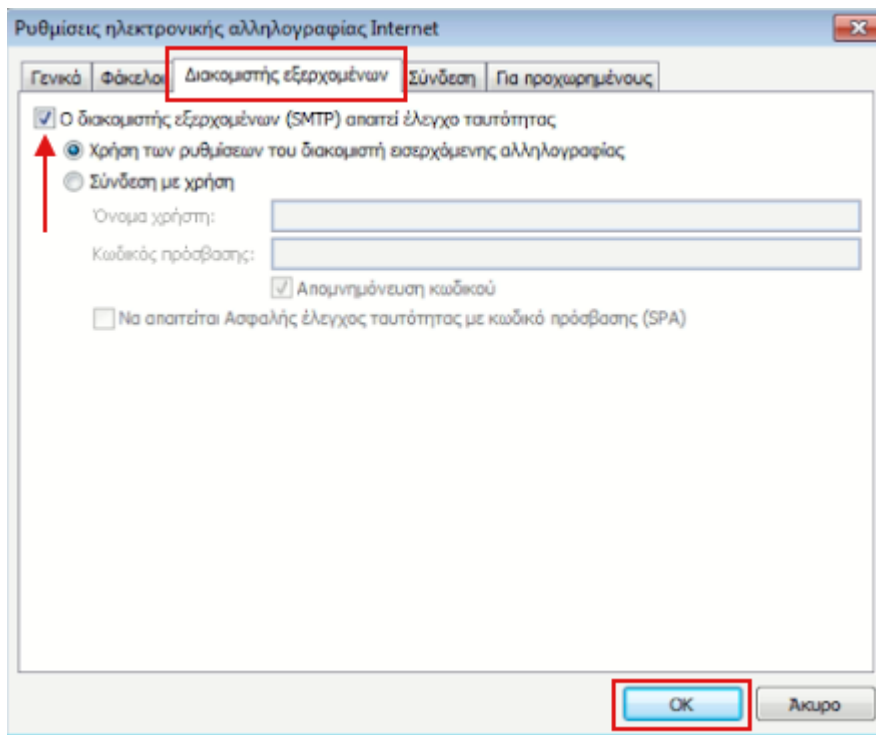 Ρυθμίσεις ηλεκτρονικής αλληλογραφίας Internet
Γενικά Φάκελοι Διακομιστής εξερχομένων Σύνδεση Για προχωρημένους
Ο διακομιστής εξερχομένων (SMTP) απαιτεί έλεγχο ταυτότητας
Χρήση των ρυθμίσεων του διακομιστή εισερχόμενης αλληλογραφίας
Σύνδεση με χρήση
Όνομα χρήστη:
Κωδικός πρόσβασης:
Απομνημόνευση κωδικού
Να απαιτείται Ασφαλής έλεγχος ταυτότητας με κωδικό πρόσβασης (SPA)
OK Άκυρο